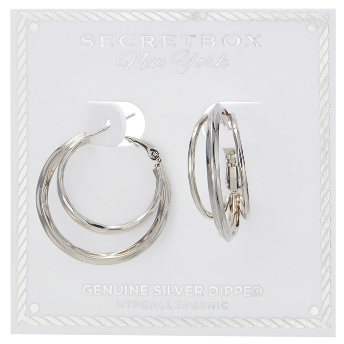 SECRETBOX
New York
GENUINE SILVER DIPPED
HYPOALLERGENIC